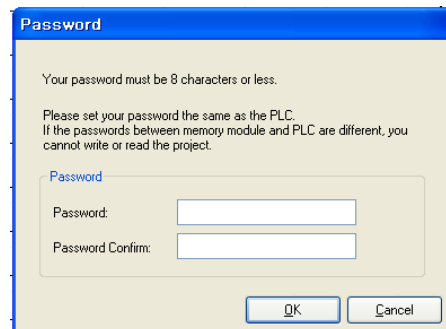 Password
Your password must be 8 characters or less.
Please set your password the same as the PLC.
If the passwords between memory module and PLC are different, you
cannot write or read the project.
Password
Password:
Password Confirm:
OK
Cancel